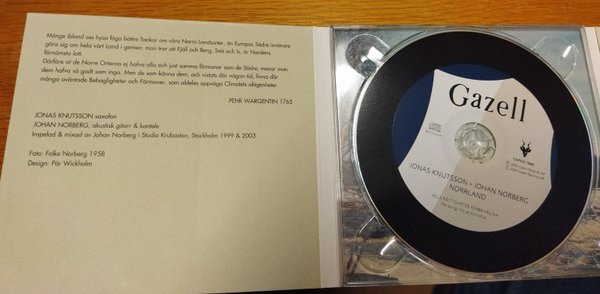 Många ibland oss hysa föga bättre Tankar om våra Norra Landsorter, än Europas Södre invånare
göra sig om hela vårt Land i gemen: man tror att Fjäll och Berg, Snö och Is, är Nordens
förnämsta lott.
Därföre at de Norre Orterna ej hafva alla och just samma förmoner som de Södre, menar man
dem hafva så godt som inga. Men de som känna dem, och vistats där någon tid, finna där
många oväntade Behagligheter och Förmoner, som aldeles uppväga Climatets olägenheter.
PEHR WARGENTIN 1765
JONAS KNUTSSON saxofon
JOHAN NORBERG, akustisk gitarr & kantele
Inspelad & mixad av Johan Norberg i Studio Krubaston, Stockholm 1999 & 2003
Foto: Folke Norberg 1958
Design: Pär Wickholm
Gazell
JONAS KNUTSSON – JOHAN NORBERG
NORRLAND